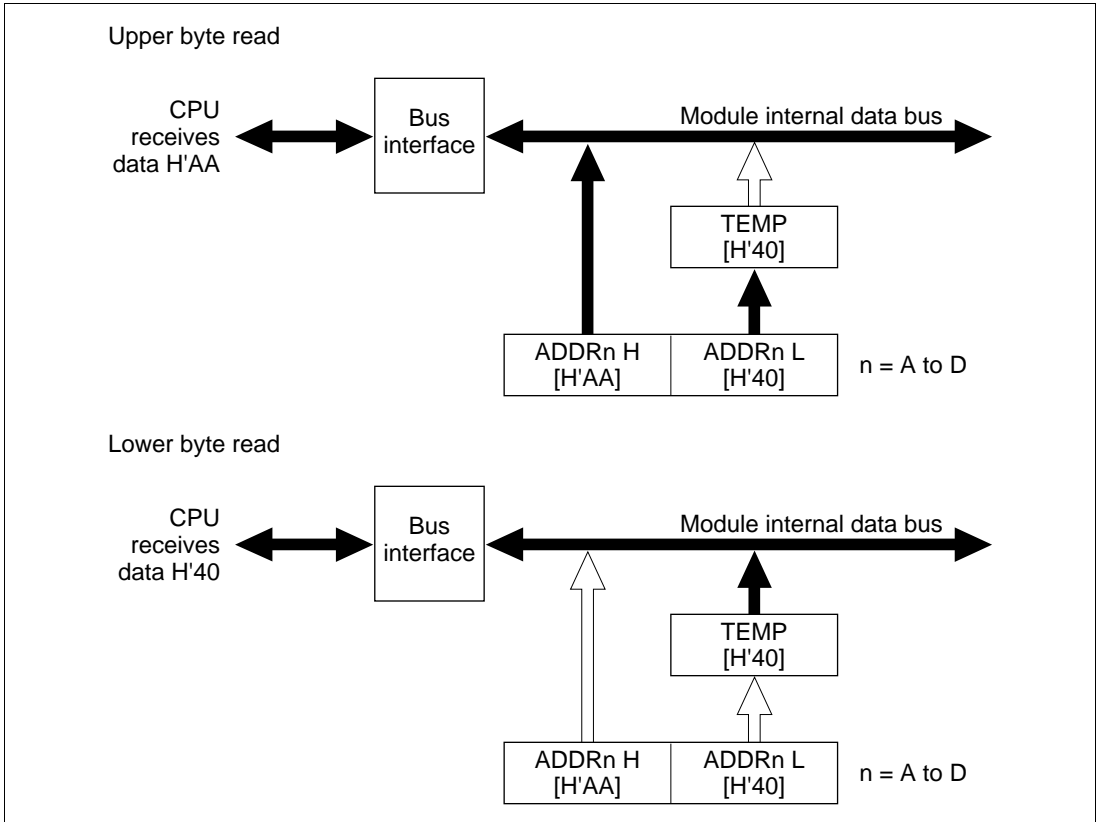 Upper byte read
CPU
receives
data H'AA
Bus
interface
Module internal data bus
TEMP
[H'40]
ADDRn H
[H'AA]
ADDRn L
[H'40]
n = A to D
Lower byte read
CPU
receives
data H'40
Bus
interface
Module internal data bus
TEMP
[H'40]
ADDRn H
[H'AA]
ADDRn L
[H'40]
n = A to D